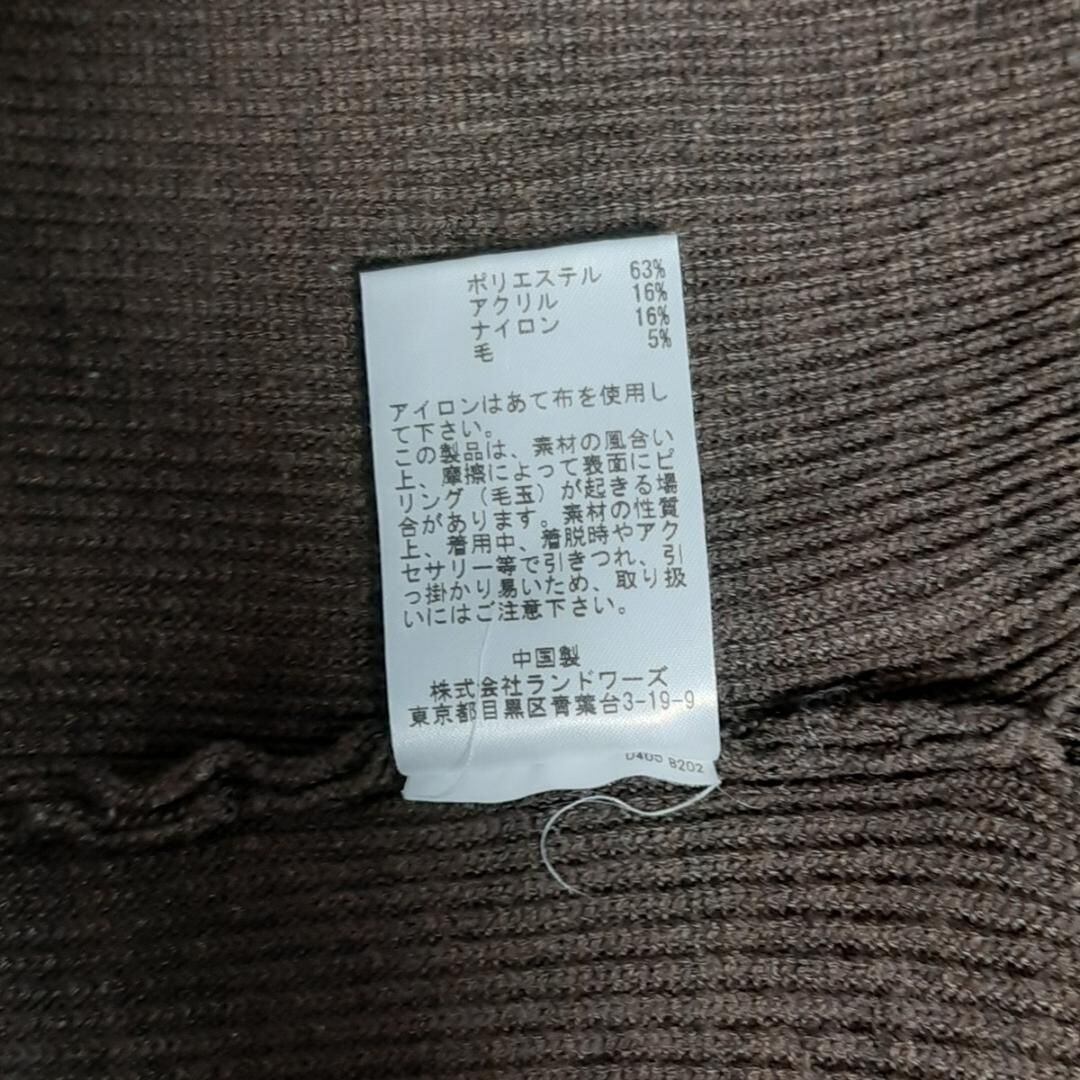 ポリエステル 63%
アクリル 16%
ナイロン 16%
毛 5%
アイロンはあて布を使用し
て下さい。
この製品は、素材の風合い
上、摩擦によって表面にピ
リング（毛玉）が起きる場
合があります。素材の性質
上、着用中、着脱時やアク
セサリー等で引きつれ、引
っ掛かり易いため、取り扱
いにはご注意下さい。
中国製
株式会社ランドワーズ
東京都目黒区青葉台3-19-9
B202